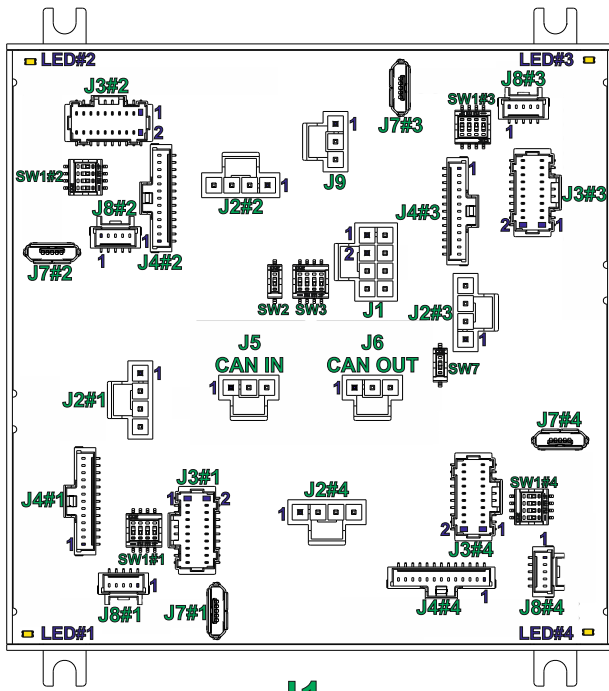 LED#2 LED#3
J3#2 J7#3 SW1#3 J8#3
1
2
1
1
SW1#2 J9
J8#2 J4#2 J2#2 1 J4#3 1 J3#3
1 1
2 1
J7#2 1
2
SW2 SW3 J1 J2#3
1
J5 J6
CAN IN CAN OUT
SW7
1 1
J2#1 1
J7#4
J4#1 J3#1 J2#4 SW1#4
1 2
1
1
2 1
J3#4
1
SW1#1
1
J8#1 J7#1 J4#4 1 J8#4
LED#1 LED#4
J1